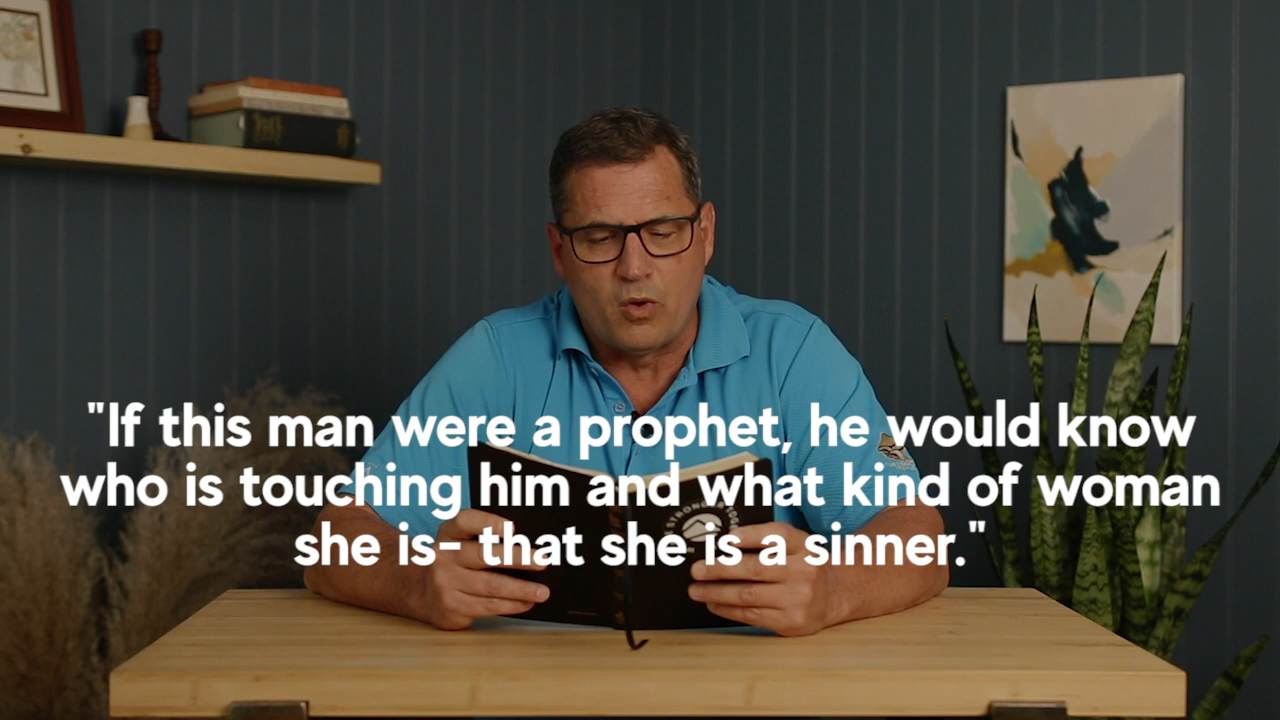 "If this man were a prophet, he would know
who is touching him and what kind of woman
she is- that she is a sinner."
STRONGER